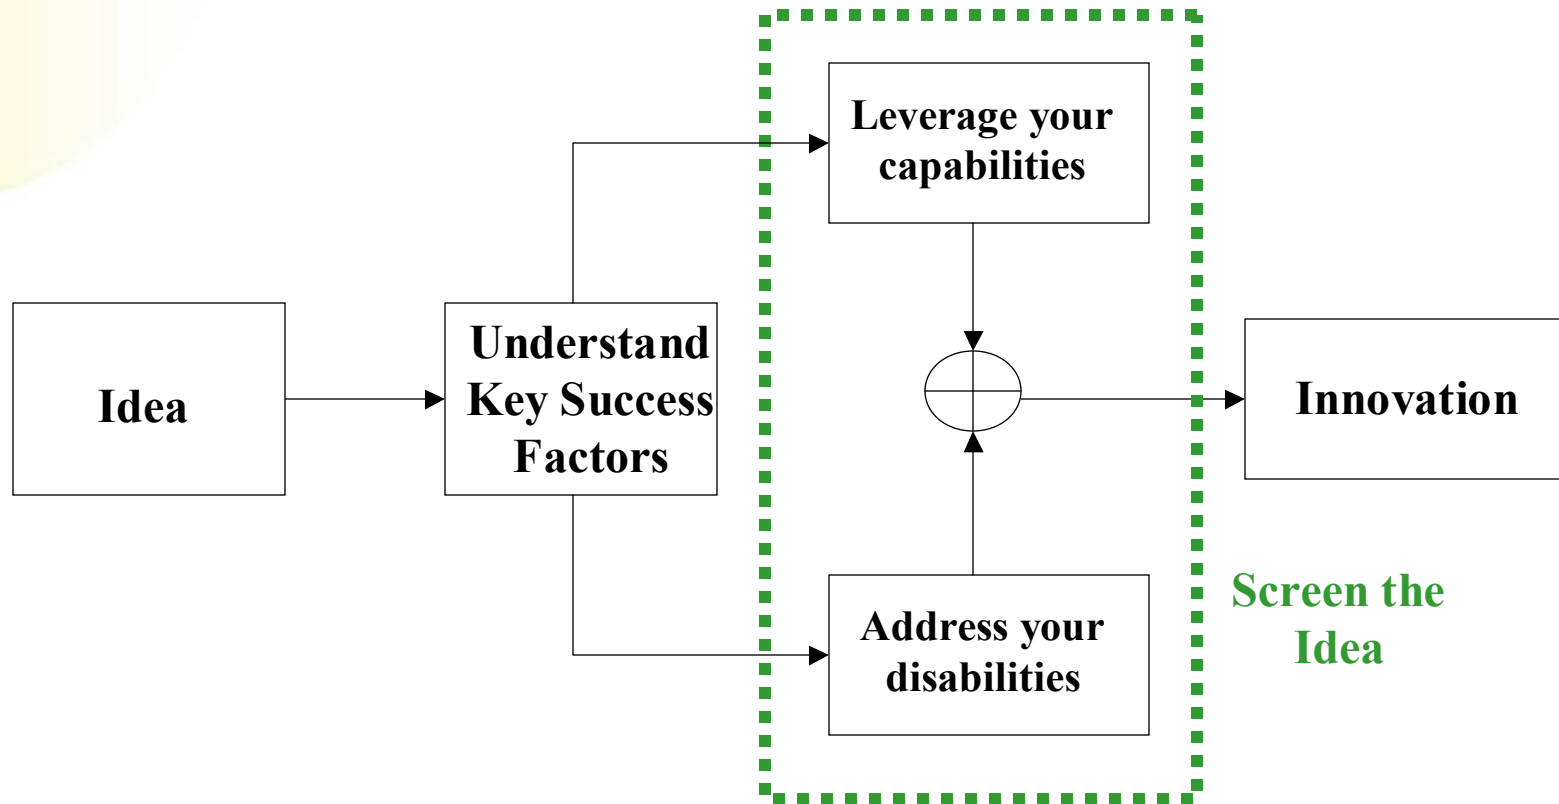 Leverage your
capabilities
Idea
Understand
Key Success
Factors
Innovation
Address your
disabilities
Screen the
Idea